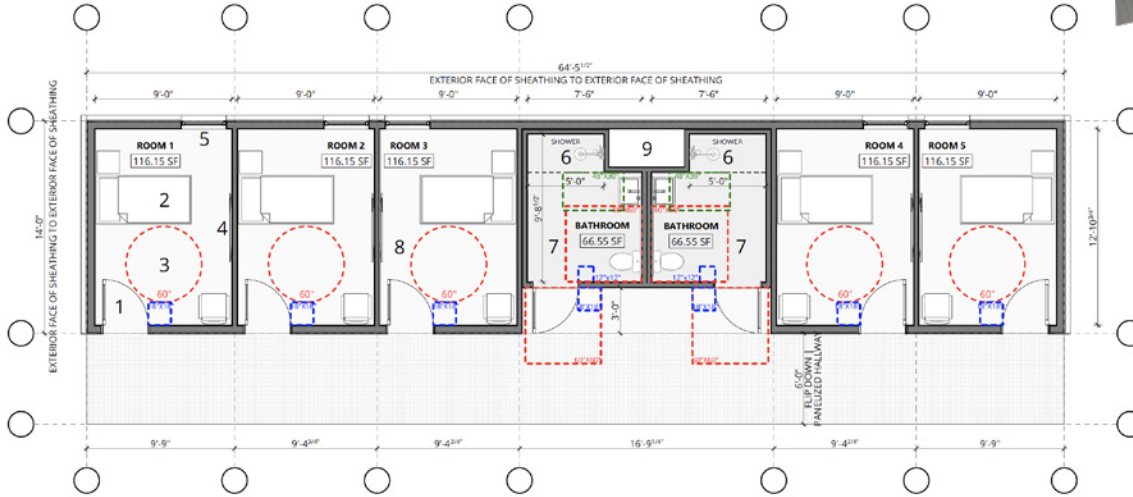 64'-5 1/2"
EXTERIOR FACE OF SHEATHING TO EXTERIOR FACE OF SHEATHING
9'-0" 9'-0" 9'-0" 7'-6" 7'-6" 9'-0" 9'-0"
EXTERIOR FACE OF SHEATHING TO EXTERIOR FACE OF SHEATHING
14'-0"
12'-10 3/4"
5
ROOM 1 ROOM 2 ROOM 3 SHOWER 9 SHOWER ROOM 4 ROOM 5
116.15 SF 116.15 SF 116.15 SF 6 6 116.15 SF 116.15 SF
5'-0" 5'-0"
2
9'-8 1/2"
4
BATHROOM BATHROOM
66.55 SF 66.55 SF
8 7 7
3
12"x12" 12"x12"
60" 60" 60" 60" 60"
1
3'-0"
6'-0"
FLIP DOWN |
PANELIZED HALLWAY
9'-9" 9'-4 3/4" 9'-4 3/4" 16'-9 1/4" 9'-4 3/4" 9'-9"